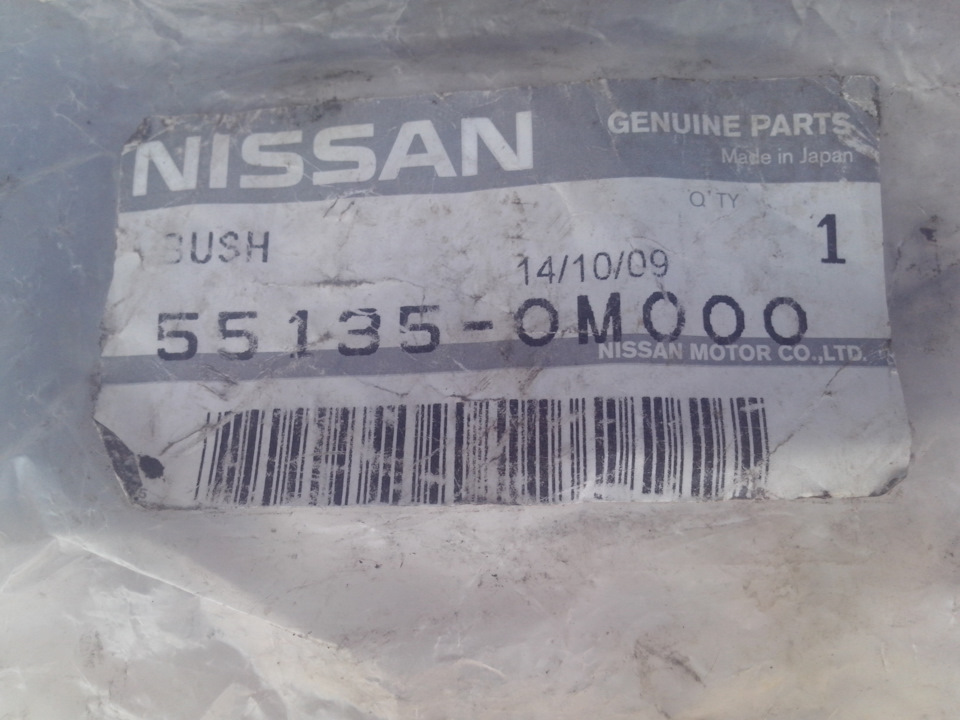 NISSAN
GENUINE PARTS
Made in Japan
Q'TY
BUSH
1
14/10/09
55135-0M000
NISSAN MOTOR CO.,LTD.